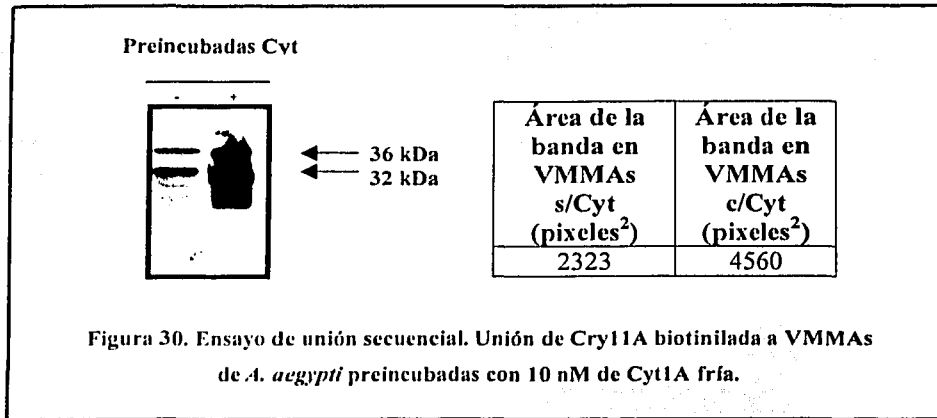 Preincubadas Cyt
- +
36 kDa
32 kDa
Área de la banda en VMMAs s/Cyt (pixeles²)
Área de la banda en VMMAs c/Cyt (pixeles²)
2323 4560
Figura 30. Ensayo de unión secuencial. Unión de Cry11A biotinilada a VMMAs
de A. aegypti preincubadas con 10 nM de Cyt1A fría.